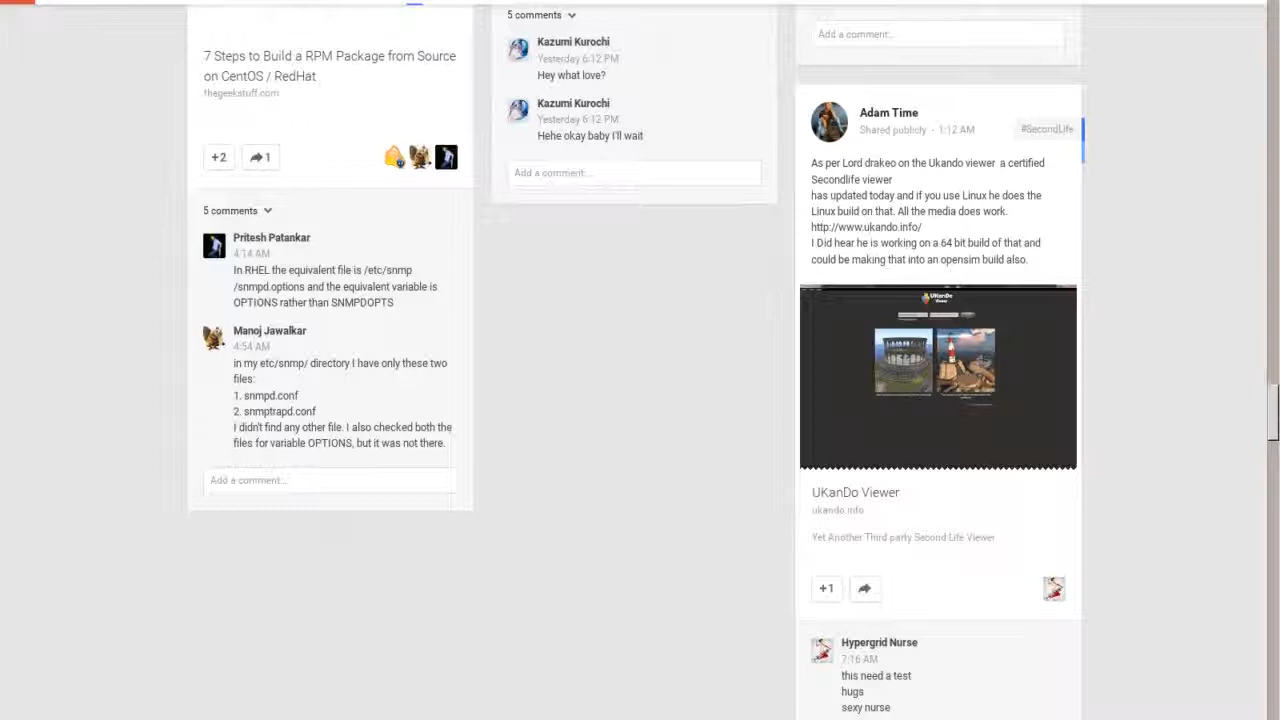 7 Steps to Build a RPM Package from Source
on CentOS / RedHat
thegeekstuff.com
+2
1
5 comments
Pritesh Patankar
4:14 AM
In RHEL the equivalent file is /etc/snmp
/snmpd.options and the equivalent variable is
OPTIONS rather than SNMPDOPTS
Manoj Jawalkar
4:54 AM
in my etc/snmp/ directory I have only these two
files:
1. snmpd.conf
2. snmptrapd.conf
I didn't find any other file. I also checked both the
files for variable OPTIONS, but it was not there.
Add a comment...
5 comments
Kazumi Kurochi
Yesterday 6:12 PM
Hey what love?
Kazumi Kurochi
Yesterday 6:12 PM
Hehe okay baby I'll wait
Add a comment...
Add a comment...
Adam Time
Shared publicly - 1:12 AM
#SecondLife
As per Lord drakeo on the Ukando viewer a certified
Secondlife viewer
has updated today and if you use Linux he does the
Linux build on that. All the media does work.
http://www.ukando.info/
I Did hear he is working on a 64 bit build of that and
could be making that into an opensim build also.
UKanDo
Viewer
UKanDo Viewer
ukando.info
Yet Another Third party Second Life Viewer
+1
Hypergrid Nurse
7:16 AM
this need a test
hugs
sexy nurse